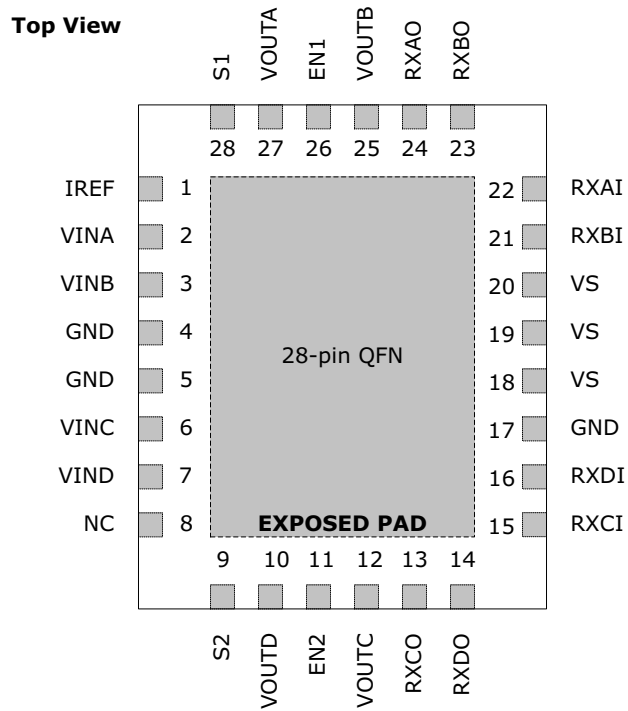 Top View
S1 VOUTA EN1 VOUTB RXAO RXBO
28 27 26 25 24 23
IREF 1 22 RXAI
VINA 2 21 RXBI
VINB 3 20 VS
GND 4 19 VS
28-pin QFN
GND 5 18 VS
VINC 6 17 GND
VIND 7 16 RXDI
NC 8 EXPOSED PAD 15 RXCI
9 10 11 12 13 14
S2 VOUTD EN2 VOUTC RXCO RXDO